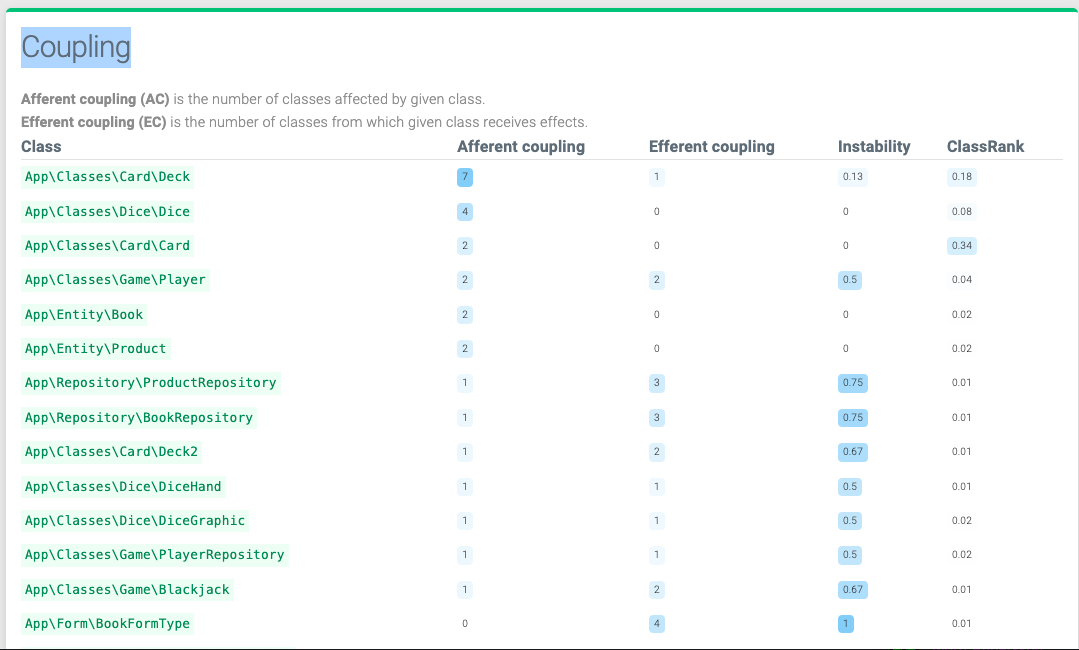 Coupling
Afferent coupling (AC) is the number of classes affected by given class.
Efferent coupling (EC) is the number of classes from which given class receives effects.
Class Afferent coupling Efferent coupling Instability ClassRank
App\Classes\Card\Deck 7 1 0.13 0.18
App\Classes\Dice\Dice 4 0 0 0.08
App\Classes\Card\Card 2 0 0 0.34
App\Classes\Game\Player 2 2 0.5 0.04
App\Entity\Book 2 0 0 0.02
App\Entity\Product 2 0 0 0.02
App\Repository\ProductRepository 1 3 0.75 0.01
App\Repository\BookRepository 1 3 0.75 0.01
App\Classes\Card\Deck2 1 2 0.67 0.01
App\Classes\Dice\DiceHand 1 1 0.5 0.01
App\Classes\Dice\DiceGraphic 1 1 0.5 0.02
App\Classes\Game\PlayerRepository 1 1 0.5 0.02
App\Classes\Game\Blackjack 1 2 0.67 0.01
App\Form\BookFormType 0 4 1 0.01